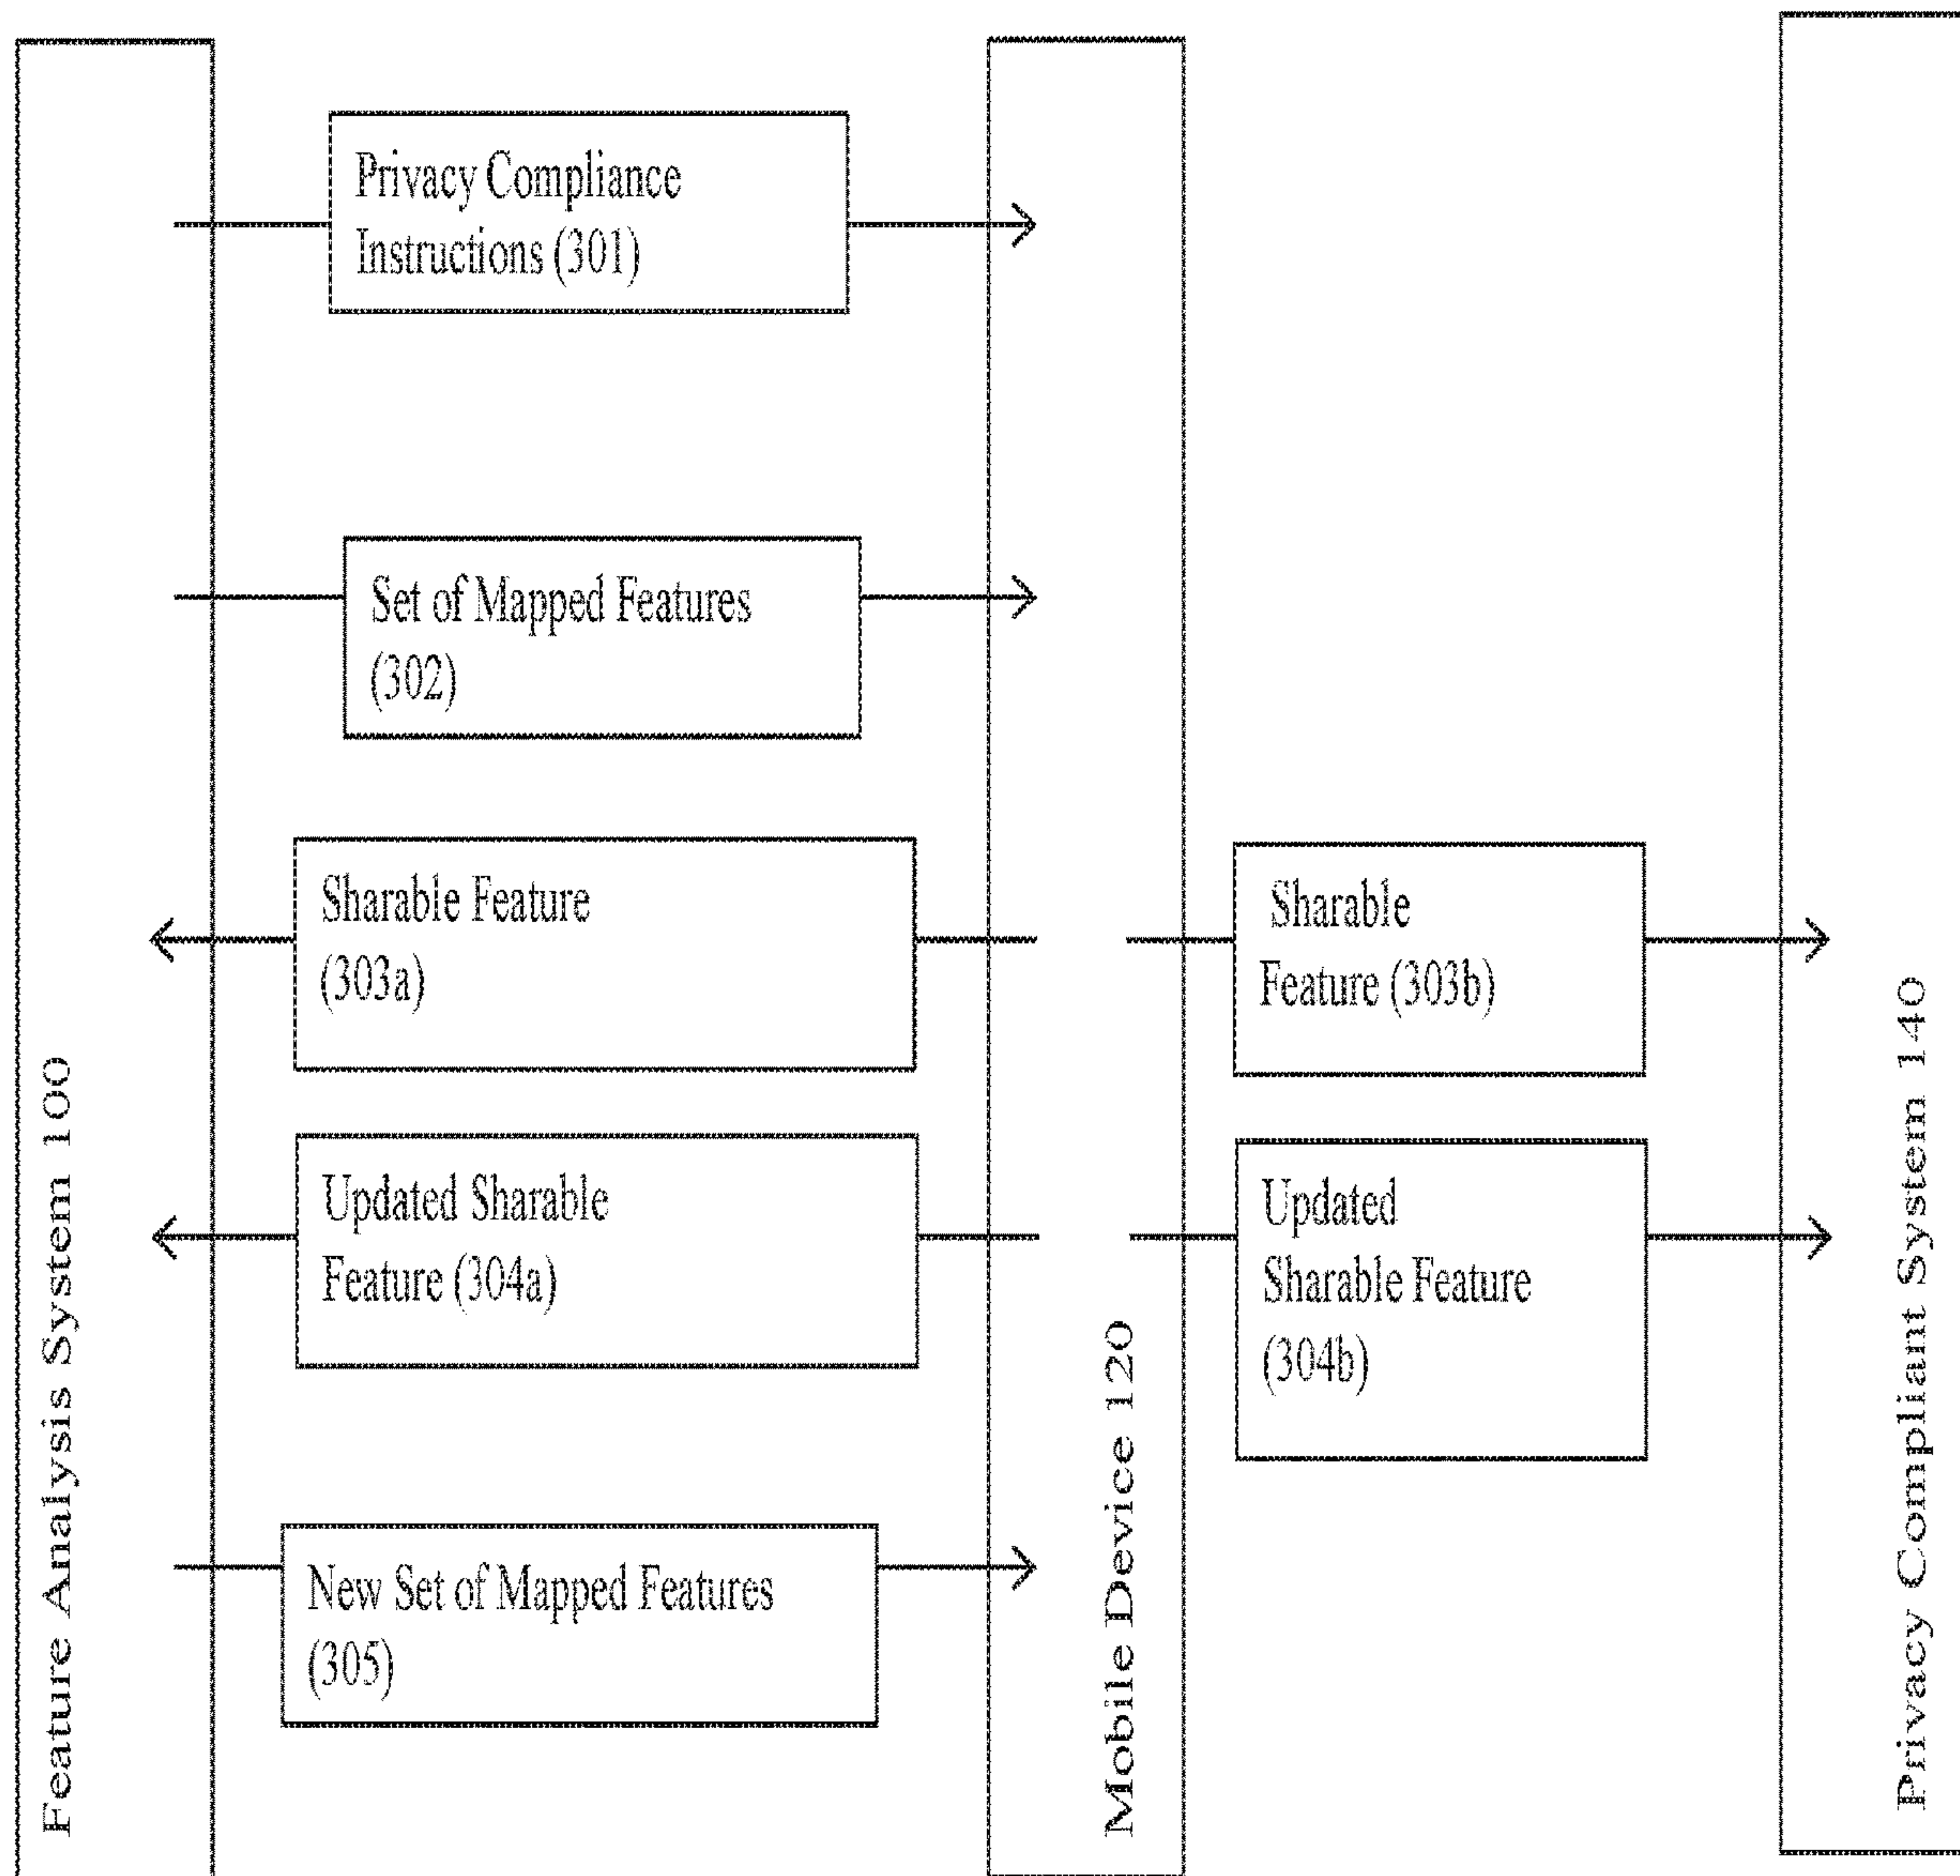 Feature Analysis System 100
Privacy Compliance
Instructions (301)
Set of Mapped Features
(302)
Sharable Feature
(303a)
Updated Sharable
Feature (304a)
New Set of Mapped Features
(305)
Mobile Device 120
Sharable
Feature (303b)
Updated
Sharable Feature
(304b)
Privacy Compliant System 140